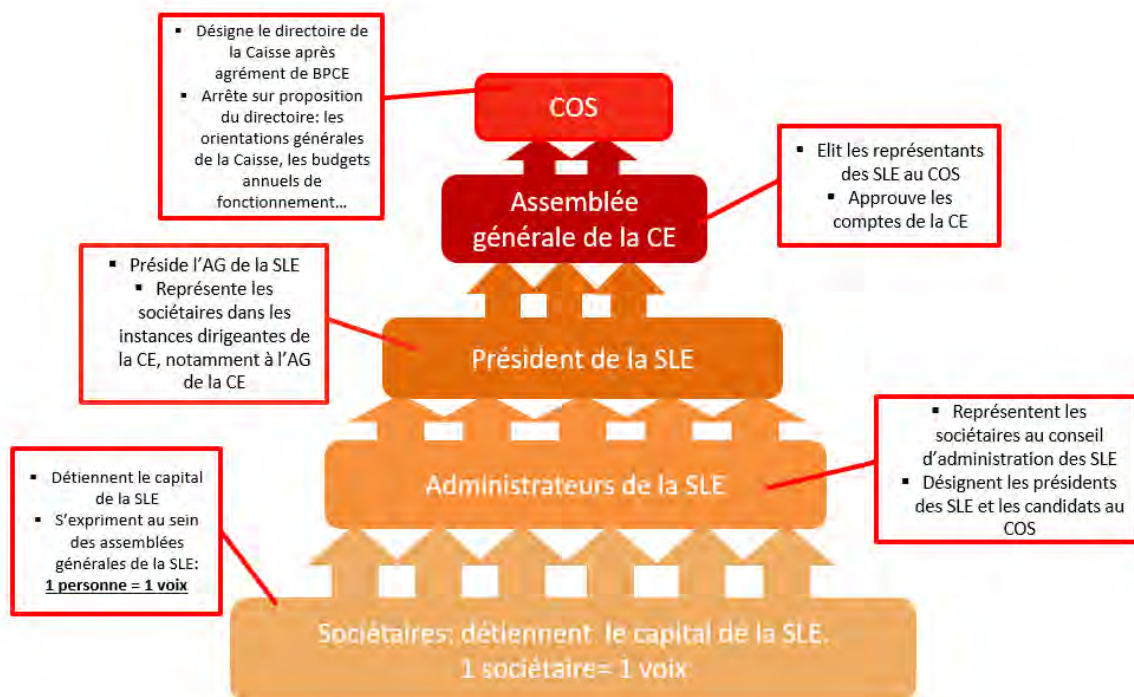 ▪ Désigne le directoire de
la Caisse après
agrément de BPCE
▪ Arrête sur proposition
du directoire: les
orientations générales
de la Caisse, les budgets
annuels de
fonctionnement…
COS
▪ Elit les représentants
des SLE au COS
▪ Approuve les
comptes de la CE
Assemblée
générale de la CE
▪ Préside l’AG de la SLE
▪ Représente les
sociétaires dans les
instances dirigeantes de
la CE, notamment à l’AG
de la CE
Président de la SLE
▪ Représentent les
sociétaires au conseil
d’administration des SLE
▪ Désignent les présidents
des SLE et les candidats au
COS
Administrateurs de la SLE
▪ Détiennent le capital
de la SLE
▪ S’expriment au sein
des assemblées
générales de la SLE:
1 personne = 1 voix
Sociétaires: détiennent le capital de la SLE.
1 sociétaire= 1 voix